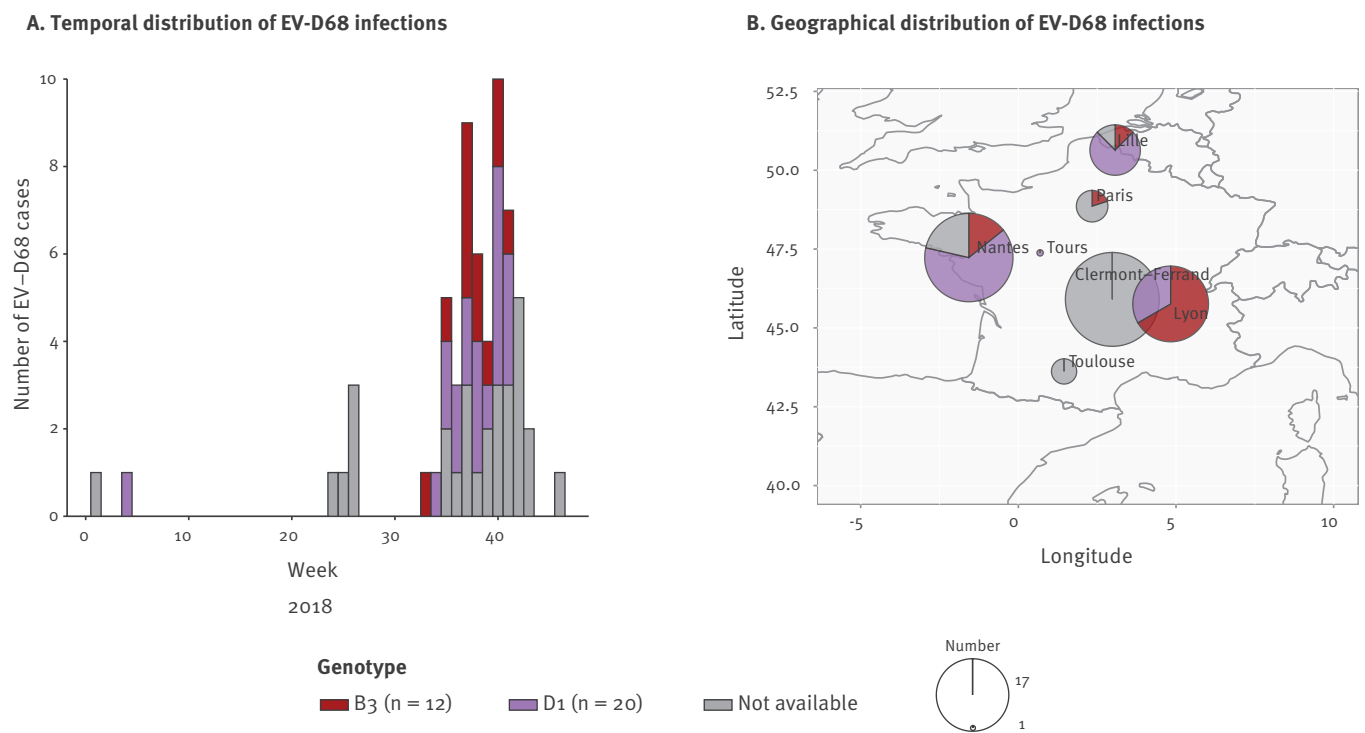 A. Temporal distribution of EV-D68 infections
10
8
6
4
2
0
Number of EV–D68 cases
0 10 20 30 40
Week
2018
B. Geographical distribution of EV-D68 infections
52.5
50.0
47.5
45.0
42.5
40.0
Latitude
Lille
Paris
Nantes
Tours
Clermont–Ferrand
Lyon
Toulouse
-5 0 5 10
Longitude
Genotype
B3 (n = 12) D1 (n = 20) Not available
Number
17
1